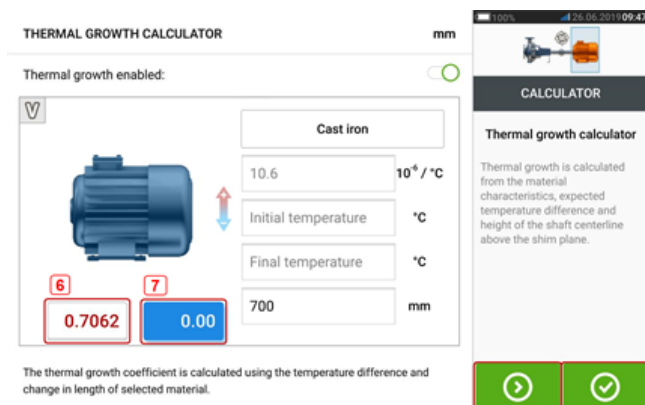 THERMAL GROWTH CALCULATOR mm
Thermal growth enabled:
V
Cast iron
10.6 10⁻⁶ / °C
Initial temperature °C
Final temperature °C
700 mm
6 7
0.7062 0.00
The thermal growth coefficient is calculated using the temperature difference and
change in length of selected material.
100% 26.06.2019 09:47
CALCULATOR
Thermal growth calculator
Thermal growth is calculated
from the material
characteristics, expected
temperature difference and
height of the shaft centerline
above the shim plane.